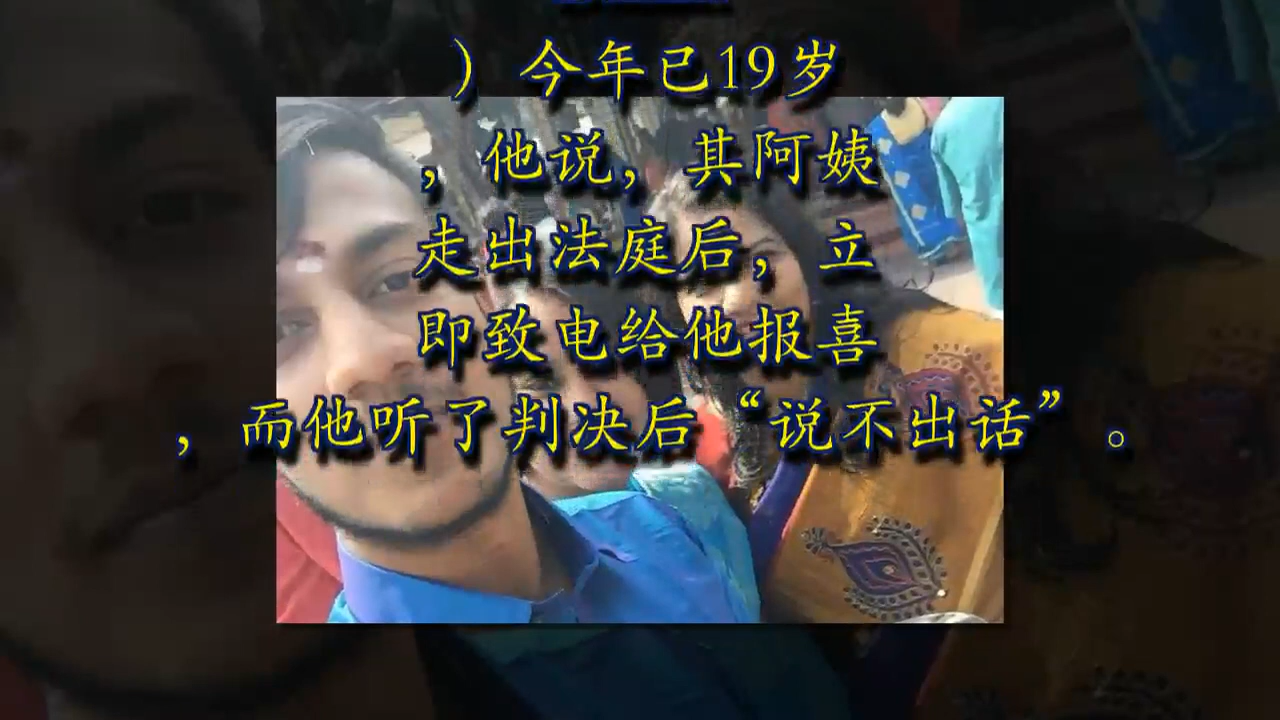 ）今年已19岁
，他说，其阿姨
走出法庭后，立
即致电给他报喜
，而他听了判决后“说不出话”。